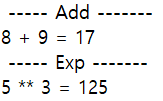 ----- Add -------
8 + 9 = 17
----- Exp -------
5 ** 3 = 125